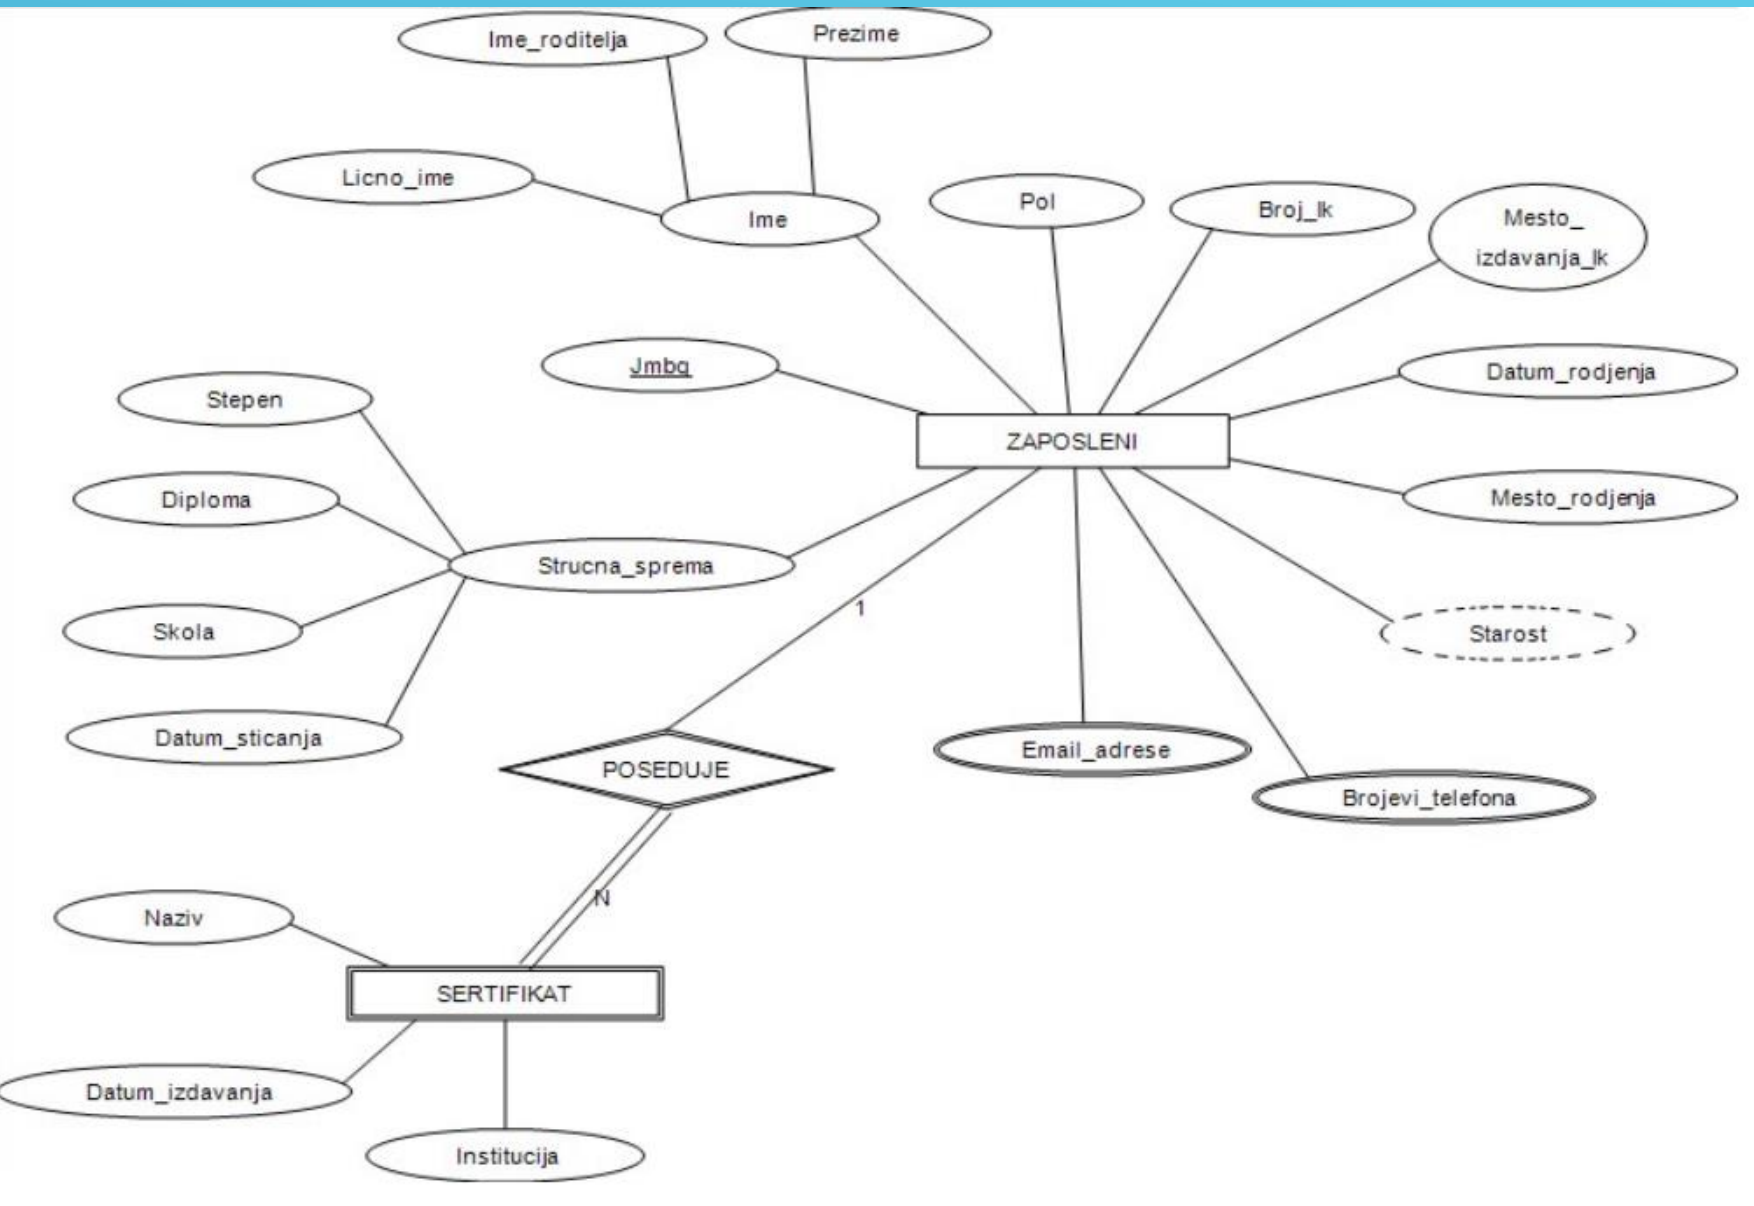 Ime_roditelja
Prezime
Licno_ime
Ime
Pol
Broj_lk
Mesto_
izdavanja_lk
Jmbg
Datum_rodjenja
Stepen
ZAPOSLENI
Diploma
Mesto_rodjenja
Strucna_sprema
1
Skola
Starost
Datum_sticanja
POSEDUJE
Email_adrese
Brojevi_telefona
N
Naziv
SERTIFIKAT
Datum_izdavanja
Institucija